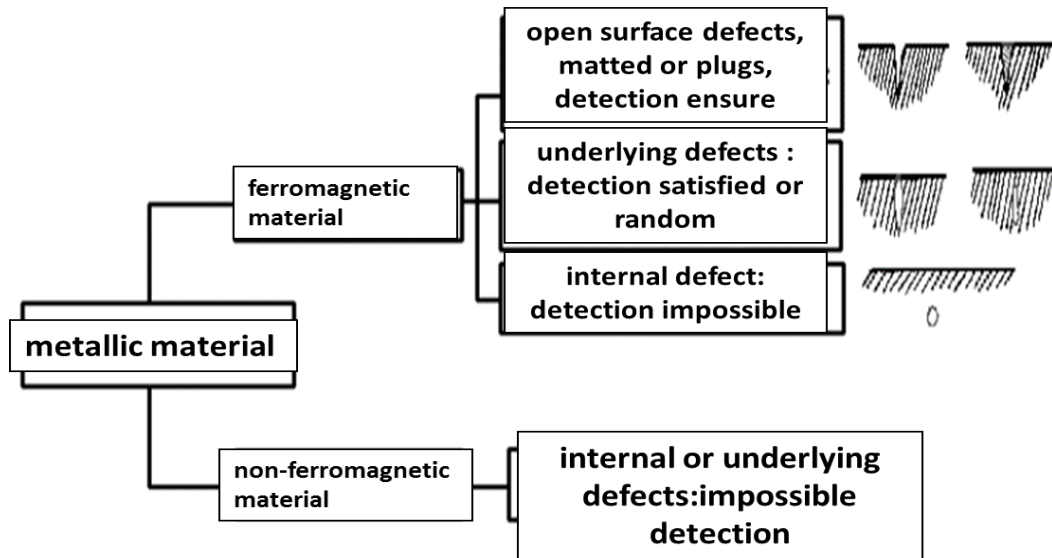 open surface defects,
matted or plugs,
detection ensure
underlying defects :
detection satisfied or
random
ferromagnetic
material
internal defect:
detection impossible
metallic material
non-ferromagnetic
material
internal or underlying
defects:impossible
detection